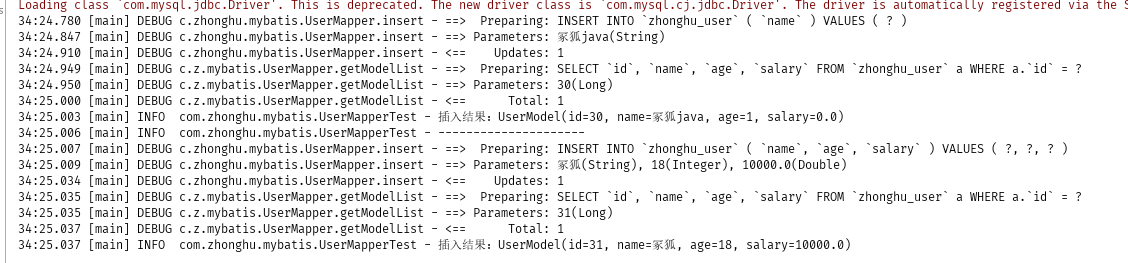 Loading class `com.mysql.jdbc.Driver'. This is deprecated. The new driver class is `com.mysql.cj.jdbc.Driver'. The driver is automatically registered via the S
34:24.780 [main] DEBUG c.zhonghu.mybatis.UserMapper.insert - ==>  Preparing: INSERT INTO `zhonghu_user` ( `name` ) VALUES ( ? )
34:24.847 [main] DEBUG c.zhonghu.mybatis.UserMapper.insert - ==> Parameters: 冢狐java(String)
34:24.910 [main] DEBUG c.zhonghu.mybatis.UserMapper.insert - <==    Updates: 1
34:24.949 [main] DEBUG c.z.mybatis.UserMapper.getModelList - ==>  Preparing: SELECT `id`, `name`, `age`, `salary` FROM `zhonghu_user` a WHERE a.`id` = ?
34:24.950 [main] DEBUG c.z.mybatis.UserMapper.getModelList - ==> Parameters: 30(Long)
34:25.000 [main] DEBUG c.z.mybatis.UserMapper.getModelList - <==      Total: 1
34:25.003 [main] INFO  com.zhonghu.mybatis.UserMapperTest - 插入结果：UserModel(id=30, name=冢狐java, age=1, salary=0.0)
34:25.006 [main] INFO  com.zhonghu.mybatis.UserMapperTest - --------------------
34:25.007 [main] DEBUG c.zhonghu.mybatis.UserMapper.insert - ==>  Preparing: INSERT INTO `zhonghu_user` ( `name`, `age`, `salary` ) VALUES ( ?, ?, ? )
34:25.009 [main] DEBUG c.zhonghu.mybatis.UserMapper.insert - ==> Parameters: 冢狐(String), 18(Integer), 10000.0(Double)
34:25.034 [main] DEBUG c.zhonghu.mybatis.UserMapper.insert - <==    Updates: 1
34:25.035 [main] DEBUG c.z.mybatis.UserMapper.getModelList - ==>  Preparing: SELECT `id`, `name`, `age`, `salary` FROM `zhonghu_user` a WHERE a.`id` = ?
34:25.035 [main] DEBUG c.z.mybatis.UserMapper.getModelList - ==> Parameters: 31(Long)
34:25.037 [main] DEBUG c.z.mybatis.UserMapper.getModelList - <==      Total: 1
34:25.037 [main] INFO  com.zhonghu.mybatis.UserMapperTest - 插入结果：UserModel(id=31, name=冢狐, age=18, salary=10000.0)